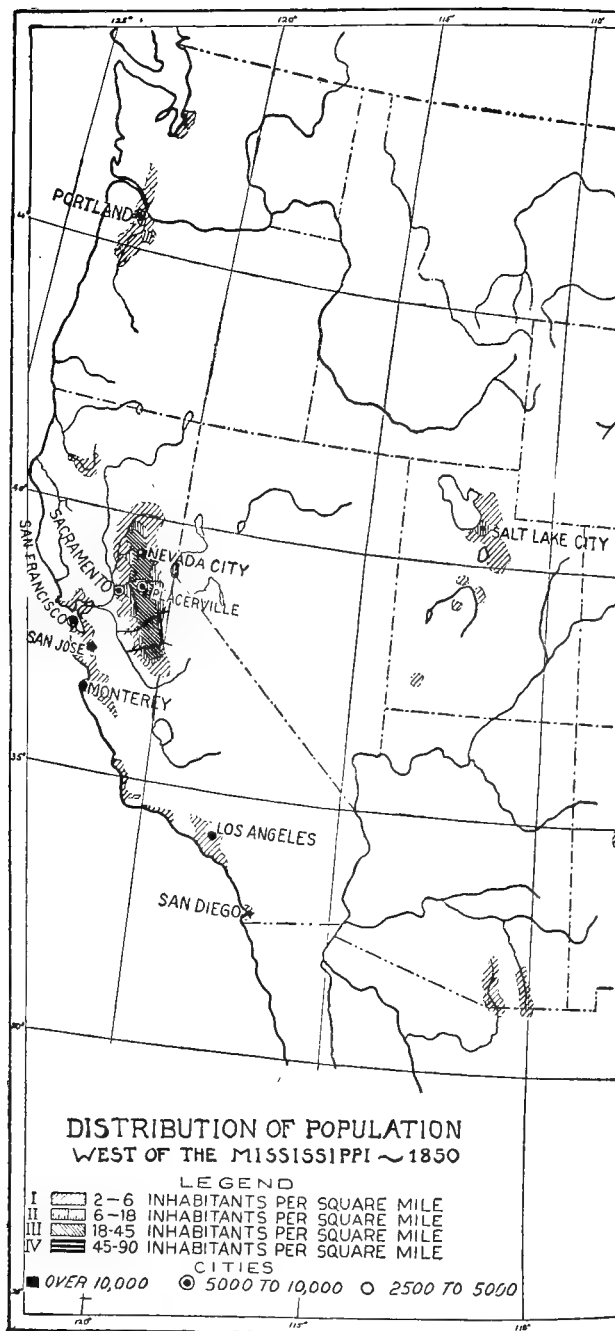 125°
120°
115°
110°
PORTLAND
40°
SACRAMENTO
SAN FRANCISCO
NEVADA CITY
PLACERVILLE
SALT LAKE CITY
SAN JOSE
MONTEREY
35°
LOS ANGELES
SAN DIEGO
30°
DISTRIBUTION OF POPULATION
WEST OF THE MISSISSIPPI ~ 1850
LEGEND
I 2-6 INHABITANTS PER SQUARE MILE
II 6-18 INHABITANTS PER SQUARE MILE
III 18-45 INHABITANTS PER SQUARE MILE
IV 45-90 INHABITANTS PER SQUARE MILE
CITIES
OVER 10,000 5000 TO 10,000 2500 TO 5000
120°
115°
110°